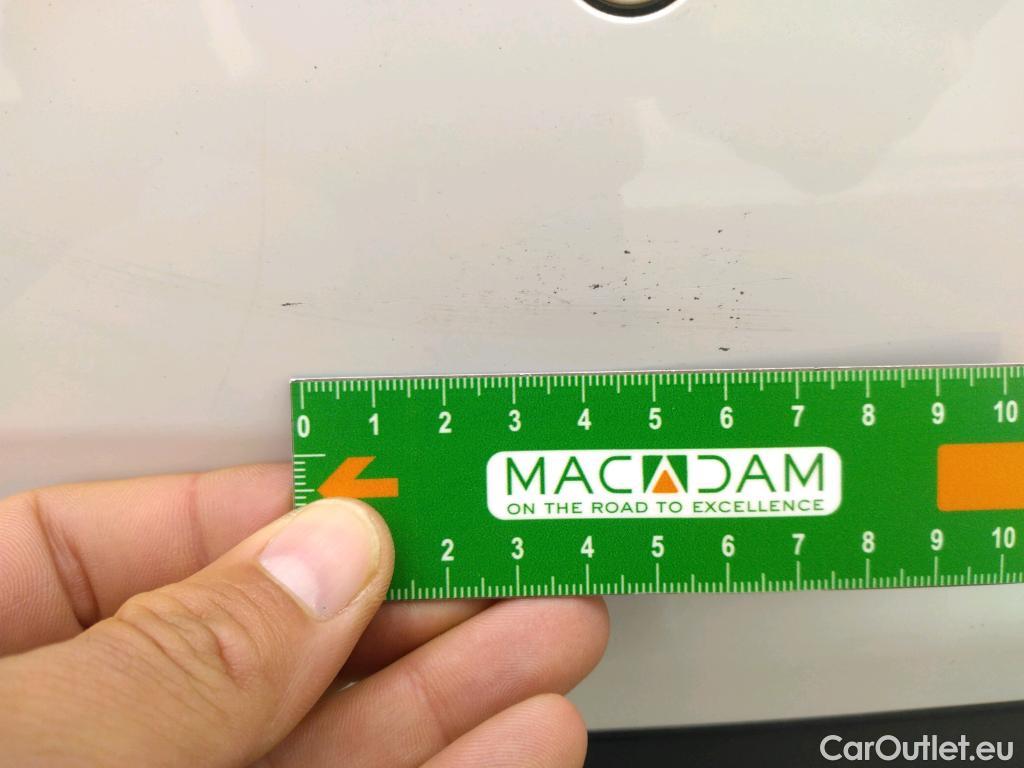 0 1 2 3 4 5 6 7 8 9 10
MACADAM
ON THE ROAD TO EXCELLENCE
2 3 4 5 6 7 8 9 10
CarOutlet.eu